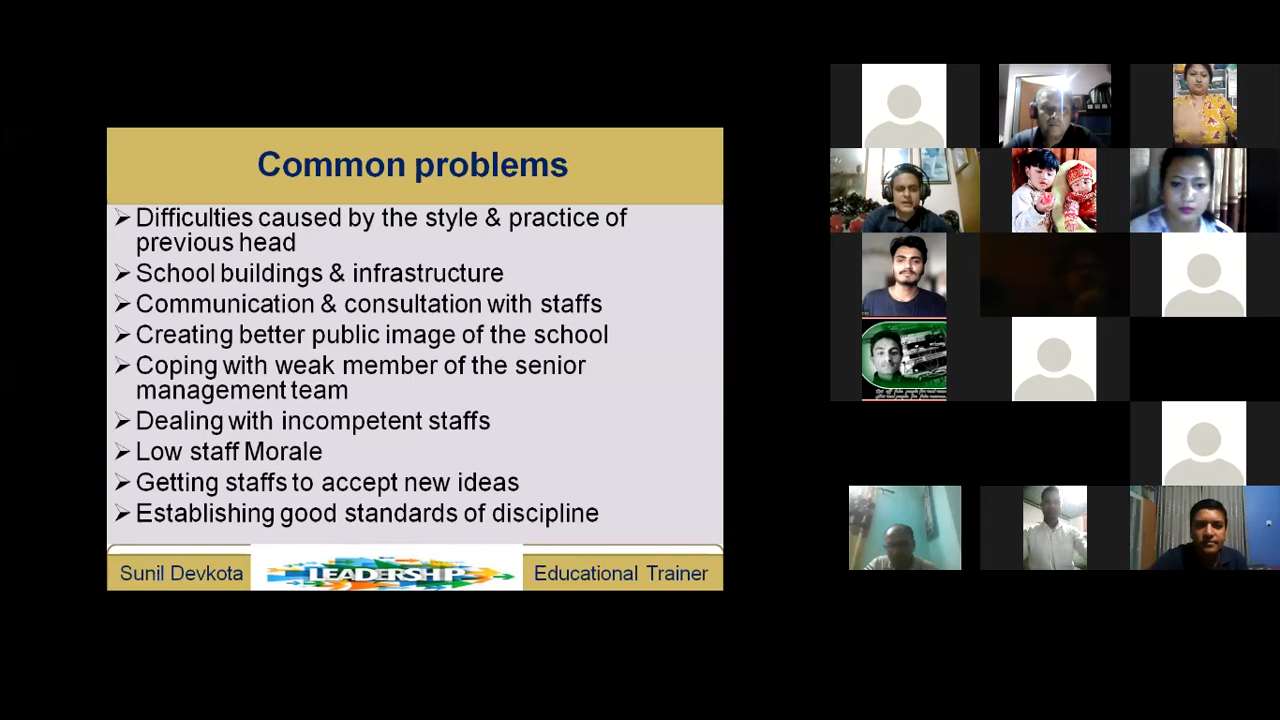 Common problems
➢ Difficulties caused by the style & practice of
previous head
➢ School buildings & infrastructure
➢ Communication & consultation with staffs
➢ Creating better public image of the school
➢ Coping with weak member of the senior
management team
➢ Dealing with incompetent staffs
➢ Low staff Morale
➢ Getting staffs to accept new ideas
➢ Establishing good standards of discipline
Sunil Devkota
LEADERSHIP
Educational Trainer